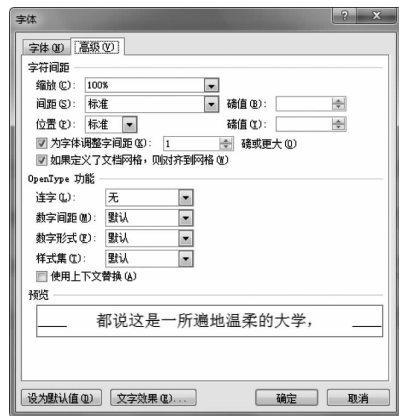 字体
字体(N) 高级(V)
字符间距
缩放(C): 100%
间距(S): 标准 磅值(B):
位置(P): 标准 磅值(Y):
为字体调整字间距(K): 1 磅或更大(O)
如果定义了文档网格，则对齐到网格(W)
OpenType 功能
连字(L): 无
数字间距(M): 默认
数字形式(F): 默认
样式集(T): 默认
使用上下文替换(A)
预览
都说这是一所遍地温柔的大学，
设为默认值(D) 文字效果(E)... 确定 取消